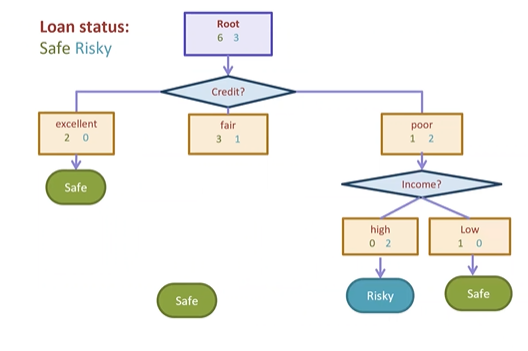 Loan status:
Safe Risky
Root
6 3
Credit?
excellent
2 0
fair
3 1
poor
1 2
Safe
Income?
high
0 2
Low
1 0
Safe
Risky
Safe